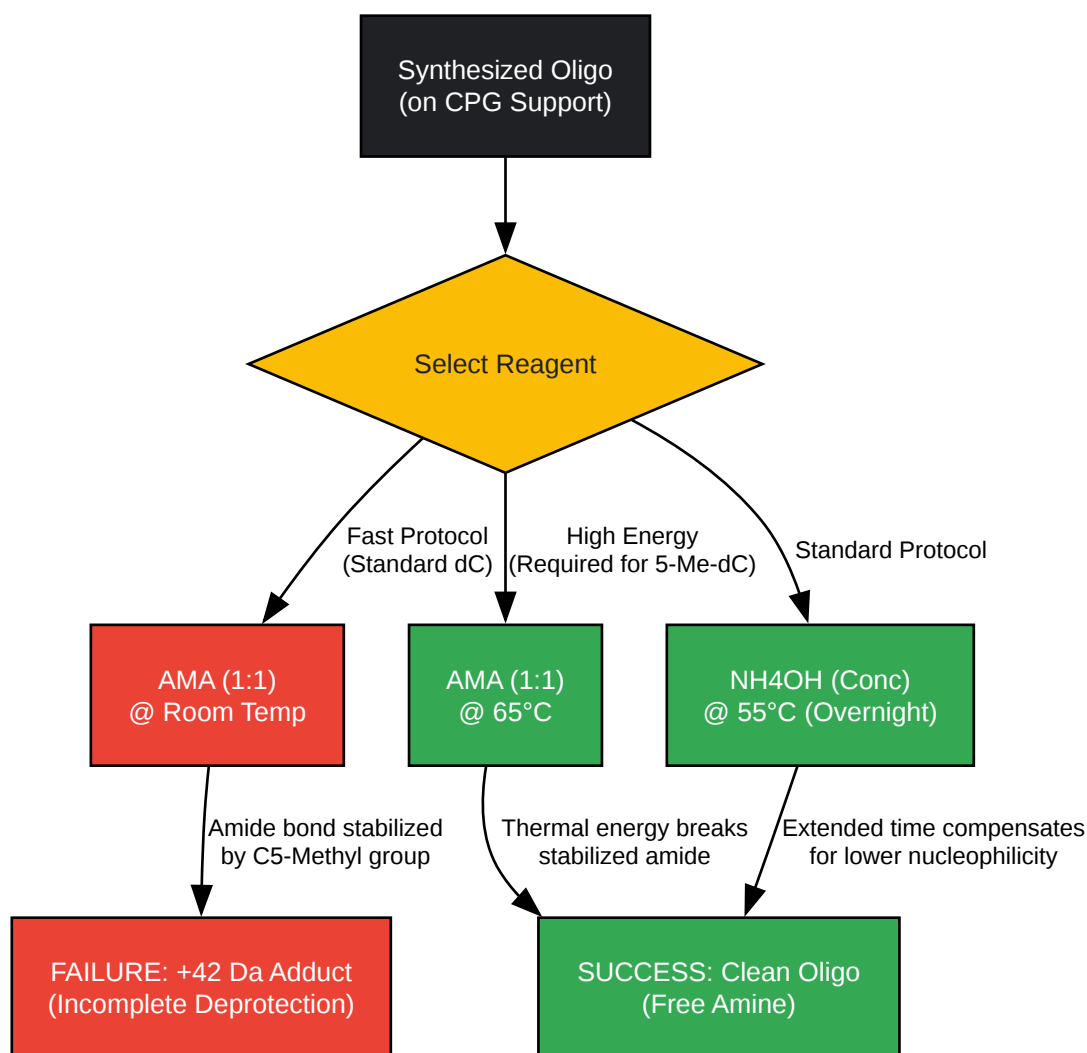 Synthesized Oligo
(on CPG Support)
Select Reagent
Fast Protocol
(Standard dC)
High Energy
(Required for 5-Me-dC)
Standard Protocol
AMA (1:1)
@ Room Temp
AMA (1:1)
@ 65°C
NH4OH (Conc)
@ 55°C (Overnight)
Amide bond stabilized
by C5-Methyl group
Thermal energy breaks
stabilized amide
Extended time compensates
for lower nucleophilicity
FAILURE: +42 Da Adduct
(Incomplete Deprotection)
SUCCESS: Clean Oligo
(Free Amine)